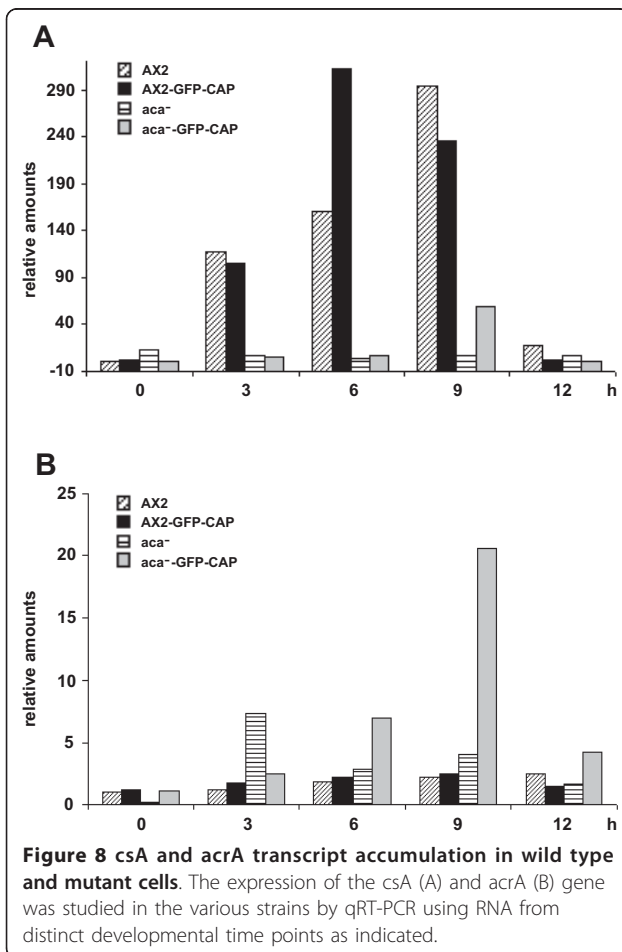 A
290
240
190
140
90
40
-10
relative amounts
AX2
AX2-GFP-CAP
aca-
aca--GFP-CAP
0 3 6 9 12 h
B
25
20
15
10
5
0
relative amounts
AX2
AX2-GFP-CAP
aca-
aca--GFP-CAP
0 3 6 9 12 h
Figure 8 csA and acrA transcript accumulation in wild type
and mutant cells. The expression of the csA (A) and acrA (B) gene
was studied in the various strains by qRT-PCR using RNA from
distinct developmental time points as indicated.